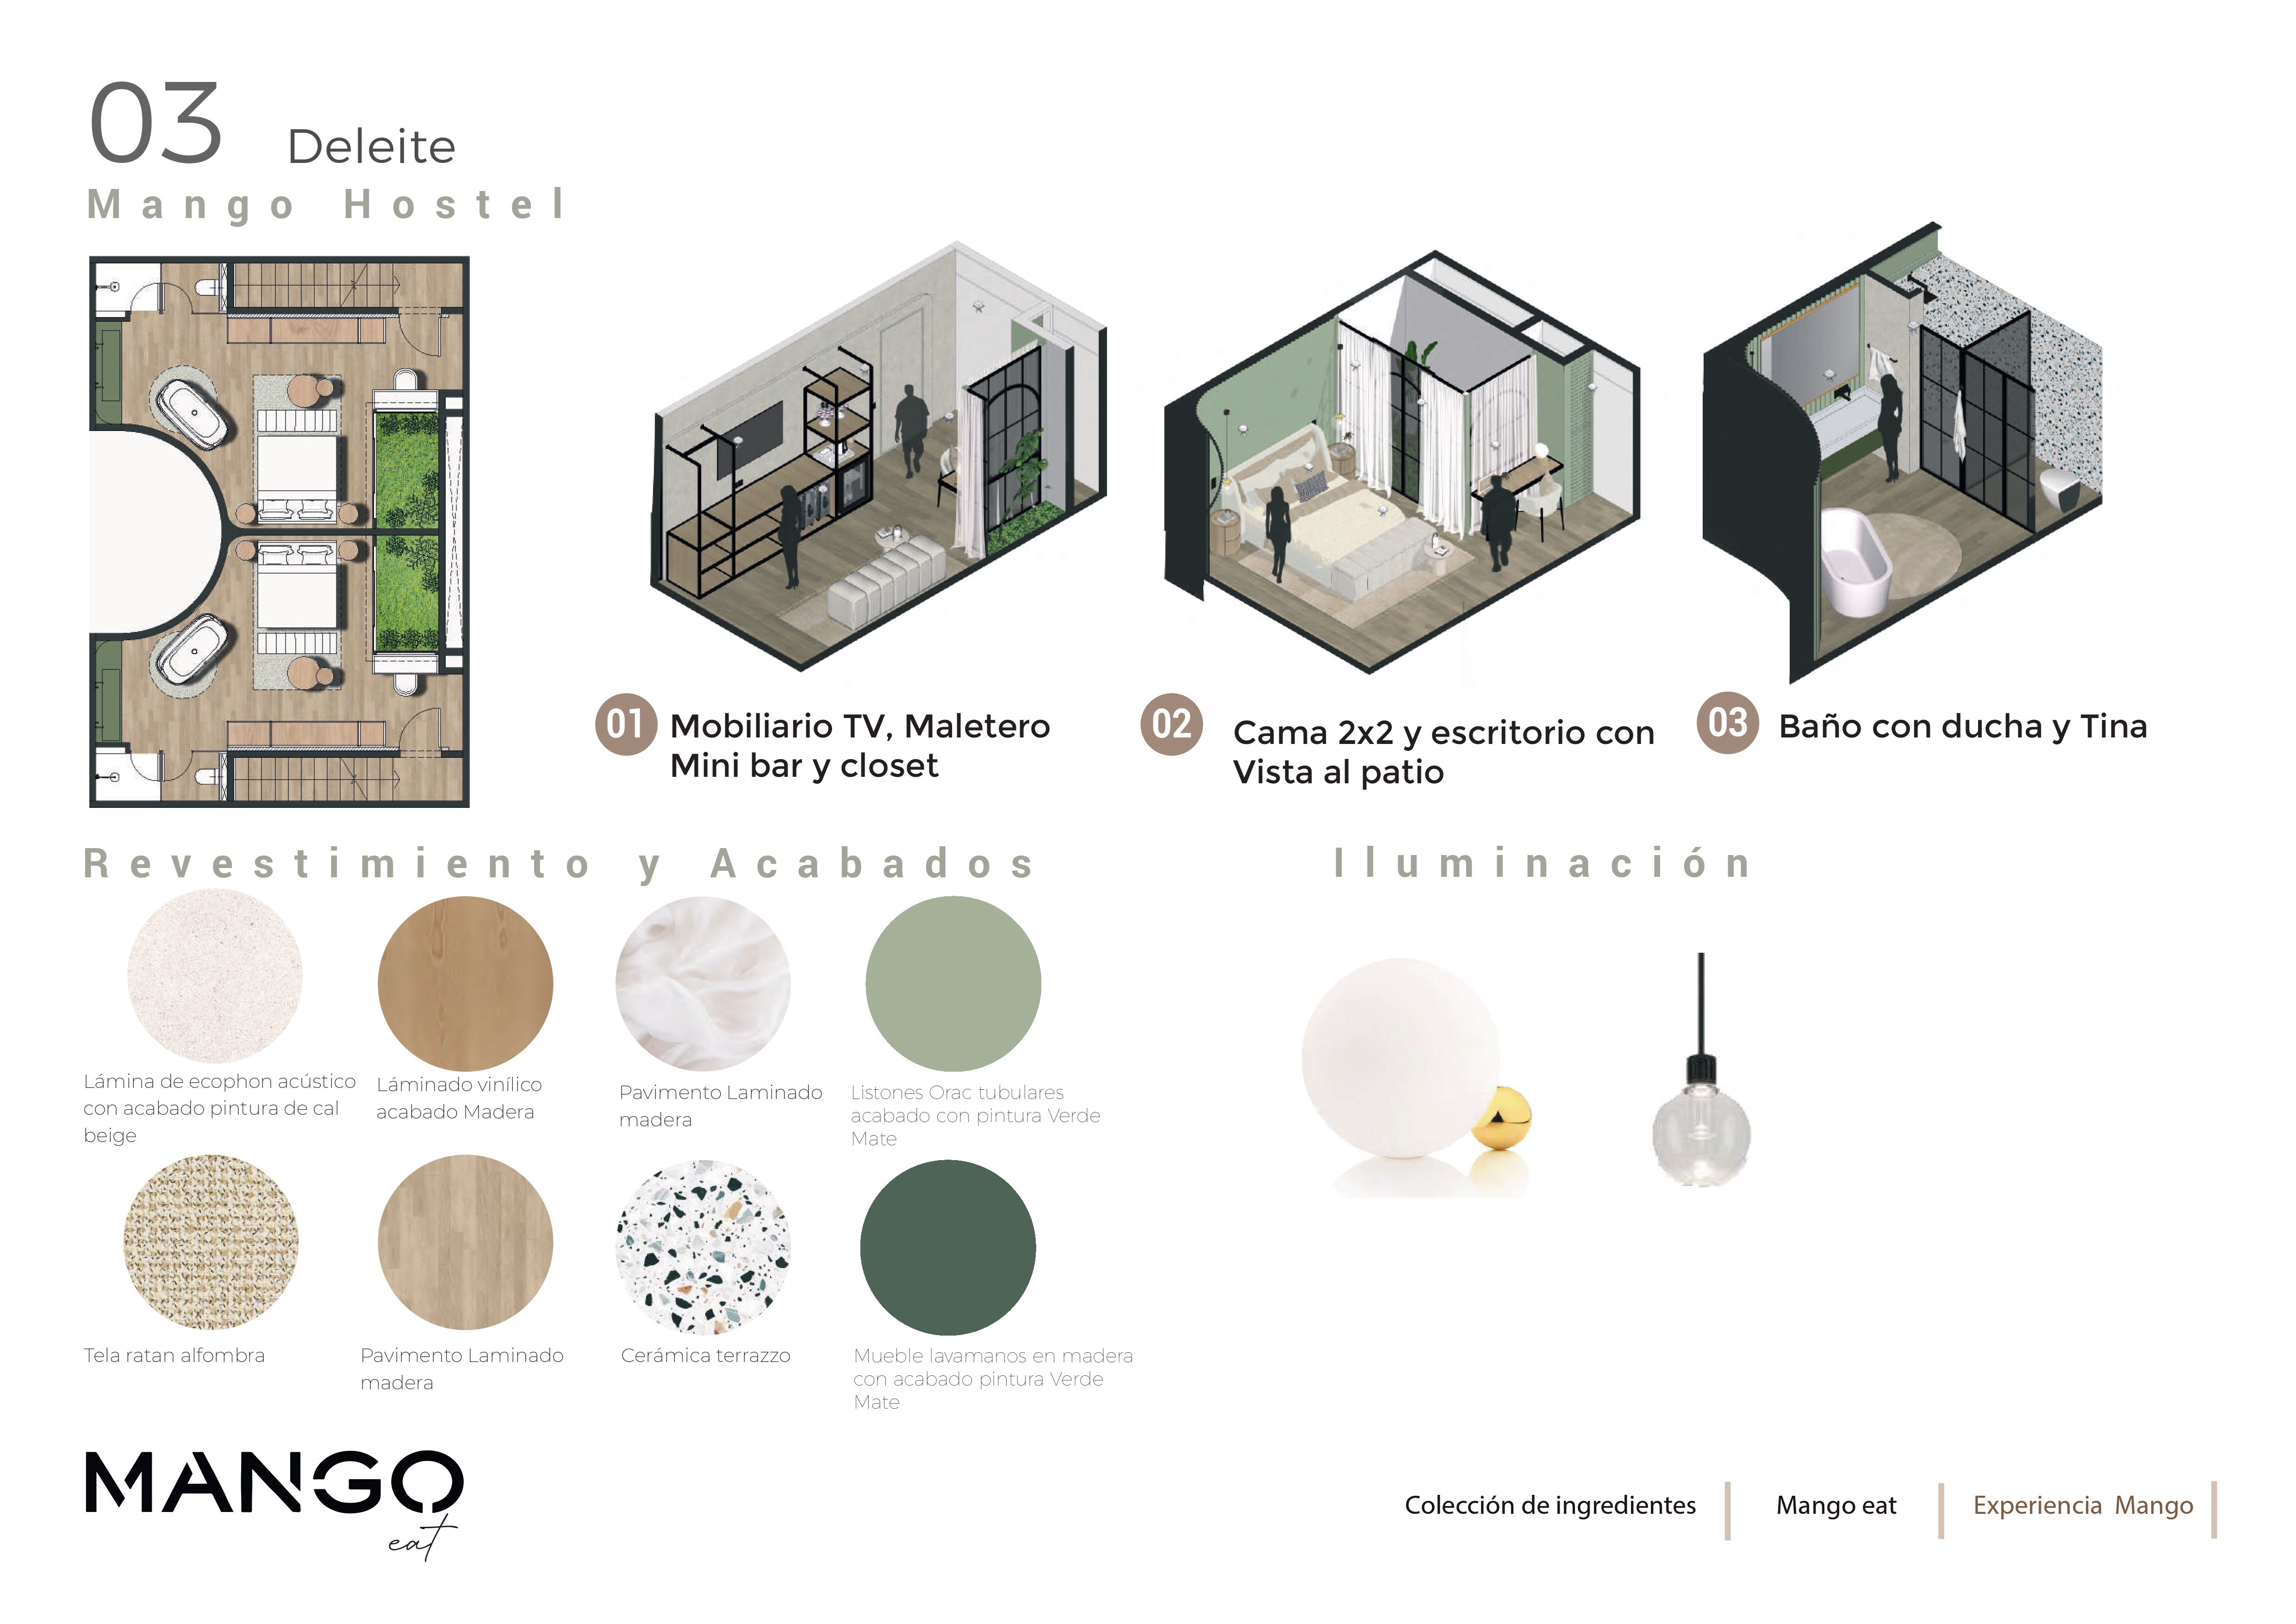 03 Deleite
Mango Hostel
01 Mobiliario TV, Maletero
Mini bar y closet
02 Cama 2x2 y escritorio con
Vista al patio
03 Baño con ducha y Tina
Revestimiento y Acabados
Iluminación
Lámina de ecophon acústico
con acabado pintura de cal
beige
Láminado vinílico
acabado Madera
Pavimento Laminado
madera
Listones Orac tubulares
acabado con pintura Verde
Mate
Tela ratan alfombra
Pavimento Laminado
madera
Cerámica terrazzo
Mueble lavamanos en madera
con acabado pintura Verde
Mate
MANGO
eat
Colección de ingredientes
Mango eat
Experiencia Mango